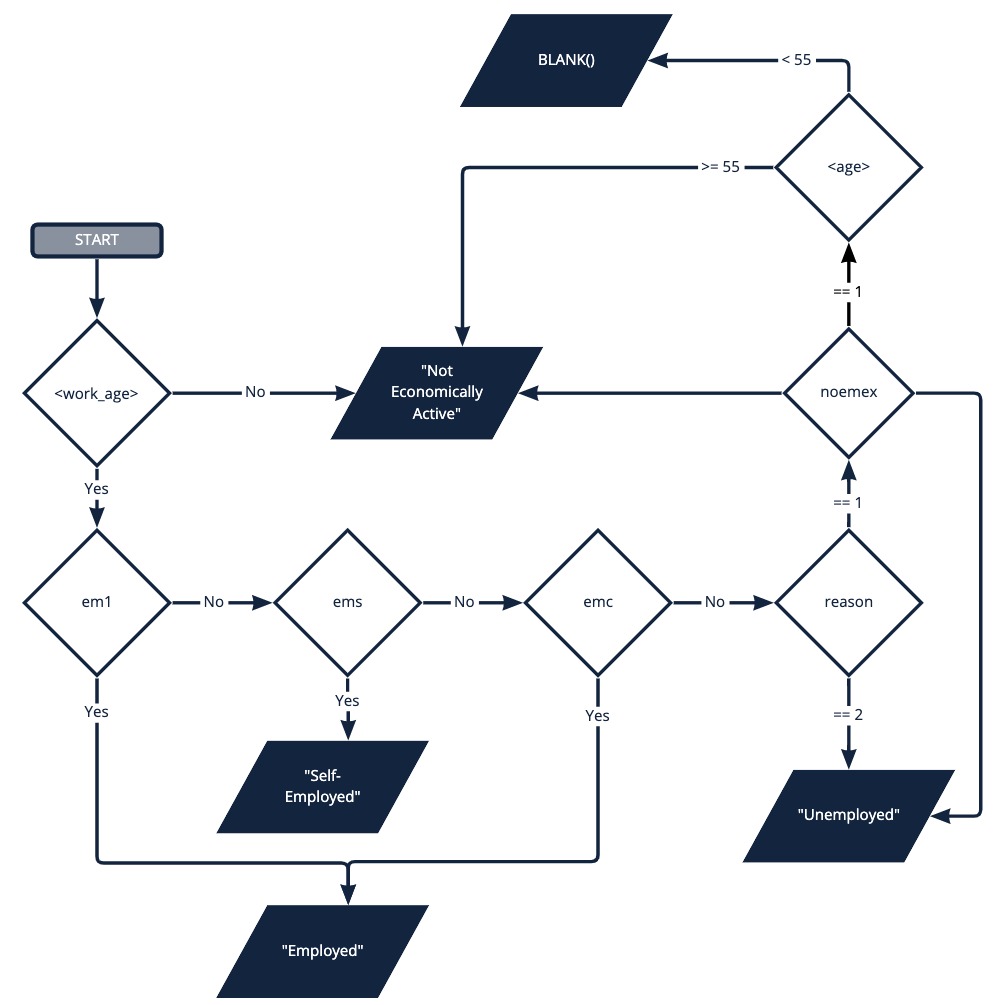 BLANK()
< 55
<age>
>= 55
START
== 1
"Not
Economically
Active"
<work_age>
No
noemex
Yes
== 1
em1
No
ems
No
emc
No
reason
Yes
Yes
Yes
== 2
"Self-
Employed"
"Unemployed"
"Employed"